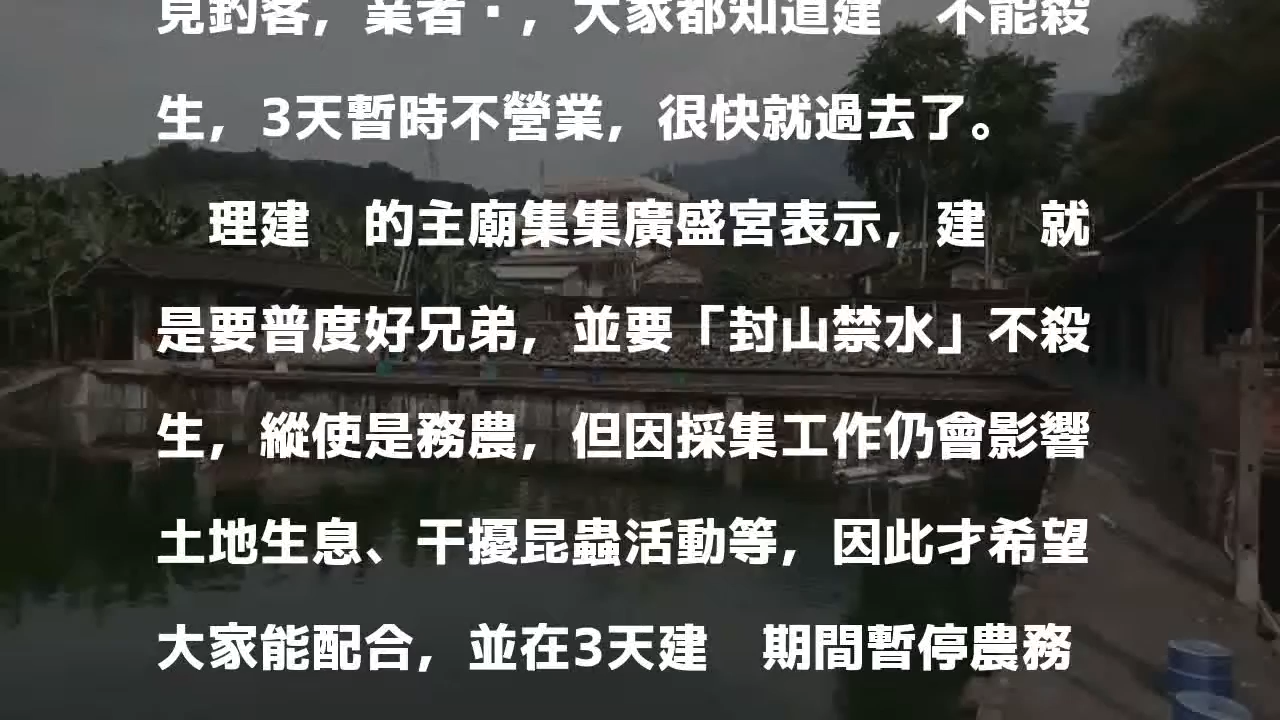 見釣客，業者·，大家都知道建　不能殺
生，3天暫時不營業，很快就過去了。
　理建　的主廟集集廣盛宮表示，建　就
是要普度好兄弟，並要「封山禁水」不殺
生，縱使是務農，但因採集工作仍會影響
土地生息、干擾昆蟲活動等，因此才希望
大家能配合，並在3天建　期間暫停農務